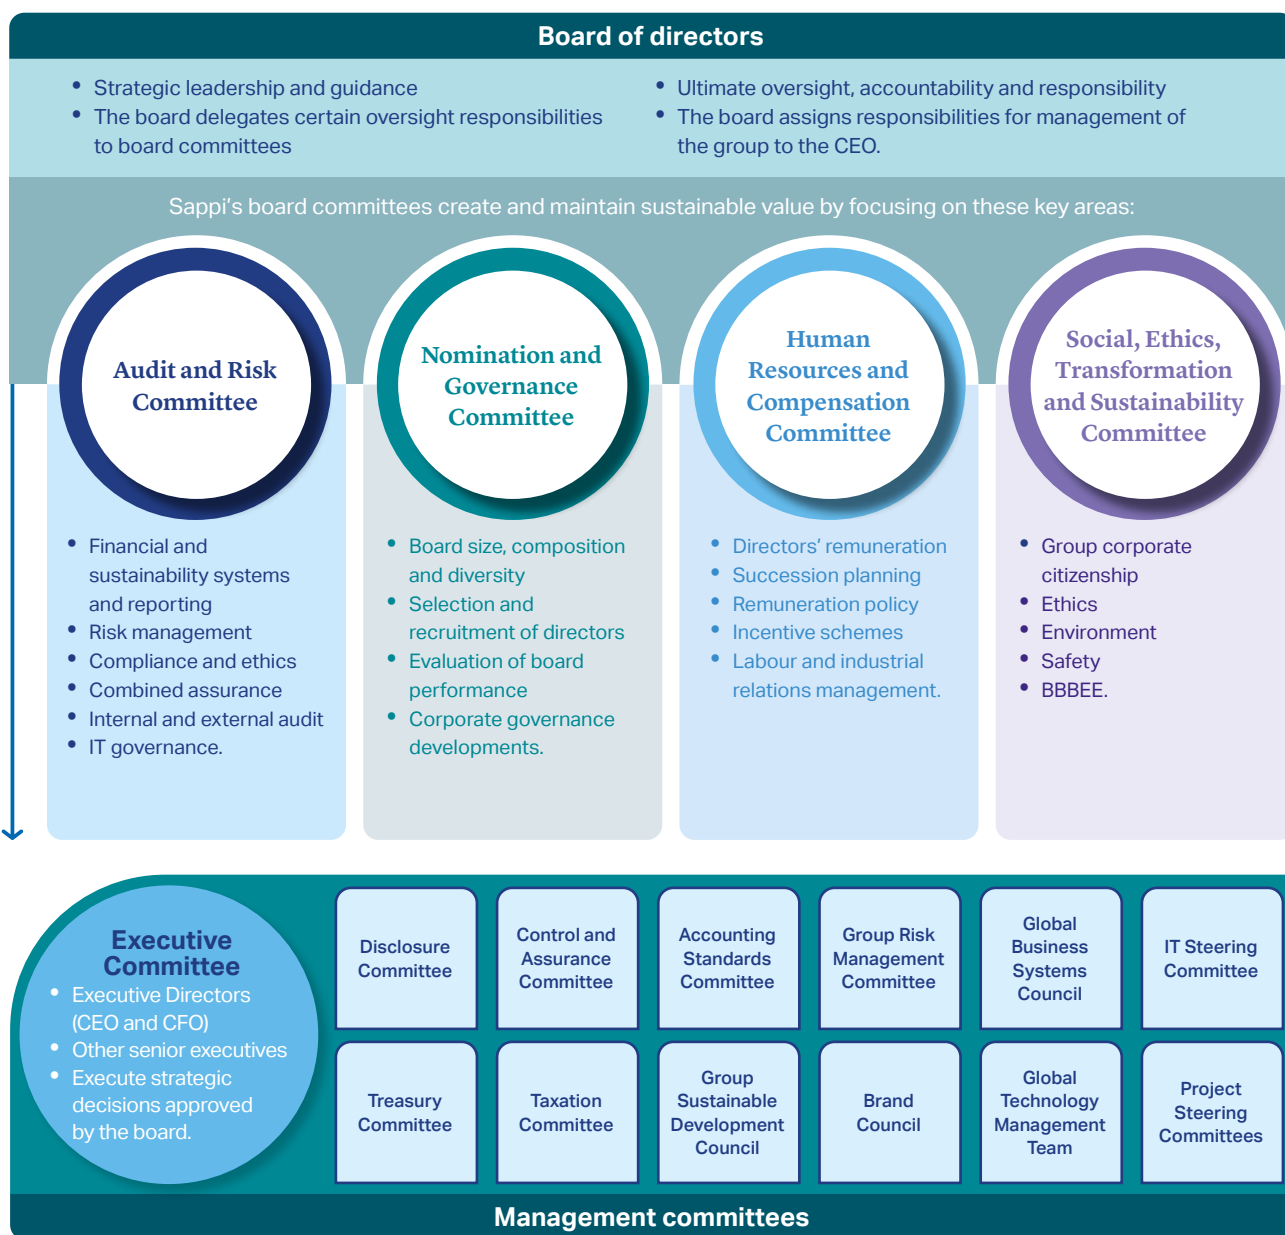 Board of directors
• Strategic leadership and guidance
• The board delegates certain oversight responsibilities
to board committees
• Ultimate oversight, accountability and responsibility
• The board assigns responsibilities for management of
the group to the CEO.
Sappi's board committees create and maintain sustainable value by focusing on these key areas:
Audit and Risk
Committee
• Financial and
sustainability systems
and reporting
• Risk management
• Compliance and ethics
• Combined assurance
• Internal and external audit
• IT governance.
Nomination and
Governance
Committee
• Board size, composition
and diversity
• Selection and
recruitment of directors
• Evaluation of board
performance
• Corporate governance
developments.
Human
Resources and
Compensation
Committee
• Directors' remuneration
• Succession planning
• Remuneration policy
• Incentive schemes
• Labour and industrial
relations management.
Social, Ethics,
Transformation
and Sustainability
Committee
• Group corporate
citizenship
• Ethics
• Environment
• Safety
• BBBEE.
Executive
Committee
• Executive Directors
(CEO and CFO)
• Other senior executives
• Execute strategic
decisions approved
by the board.
Disclosure
Committee
Control and
Assurance
Committee
Accounting
Standards
Committee
Group Risk
Management
Committee
Global
Business
Systems
Council
IT Steering
Committee
Treasury
Committee
Taxation
Committee
Group
Sustainable
Development
Council
Brand
Council
Global
Technology
Management
Team
Project
Steering
Committees
Management committees